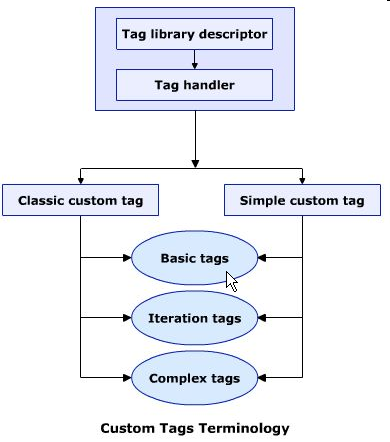 Tag library descriptor
Tag handler
Classic custom tag
Simple custom tag
Basic tags
Iteration tags
Complex tags
Custom Tags Terminology